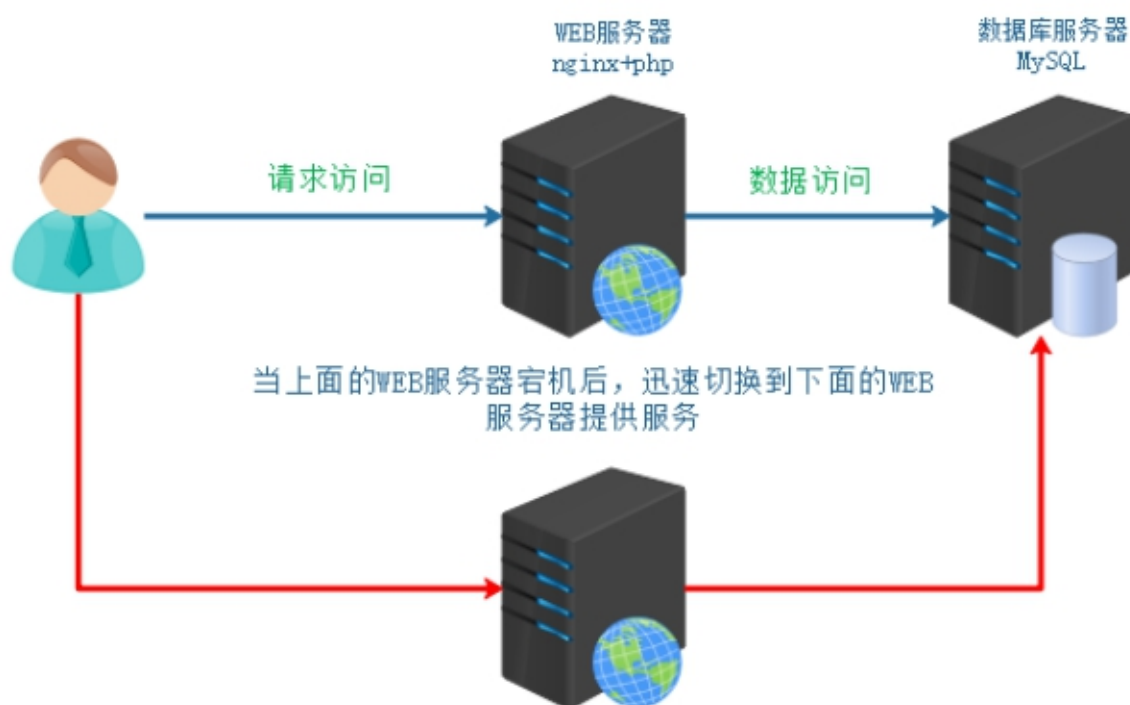 WEB服务器
nginx+php
数据库服务器
MySQL
请求访问
数据访问
当上面的WEB服务器宕机后，迅速切换到下面的WEB
服务器提供服务